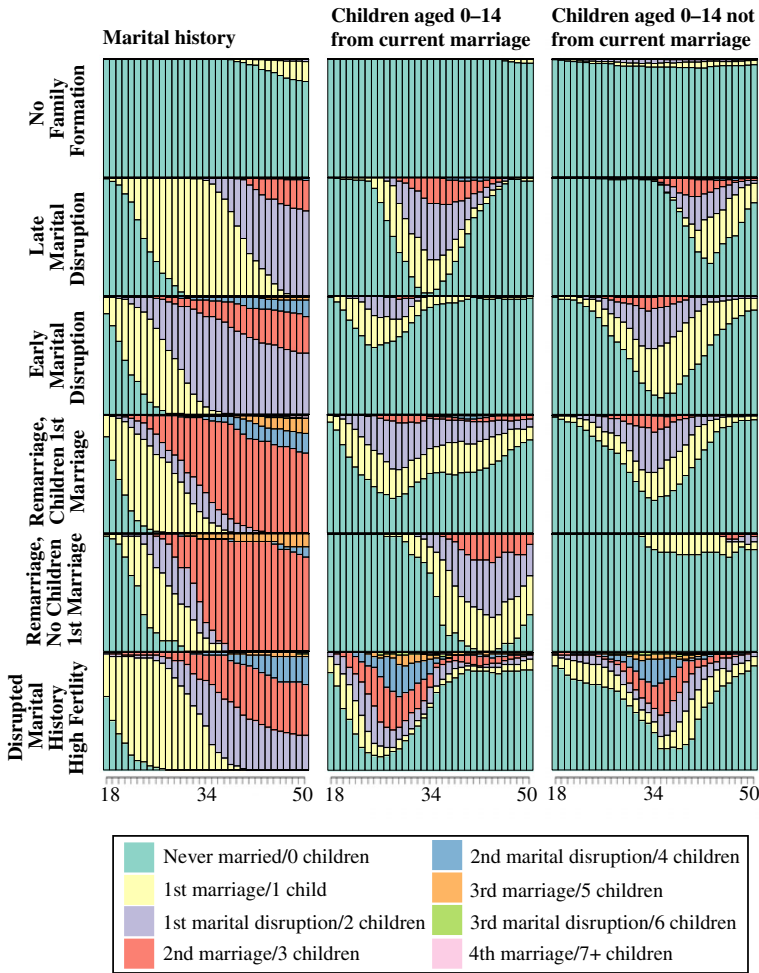 Marital history
Children aged 0–14
from current marriage
Children aged 0–14 not
from current marriage
No
Family
Formation
Late
Marital
Disruption
Early
Marital
Disruption
Remarriage,
Children 1st
Marriage
Remarriage,
No Children
1st Marriage
Disrupted
Marital
History
High Fertlity
18 34 50
18 34 50
18 34 50
Never married/0 children
1st marriage/1 child
1st marital disruption/2 children
2nd marriage/3 children
2nd marital disruption/4 children
3rd marriage/5 children
3rd marital disruption/6 children
4th marriage/7+ children